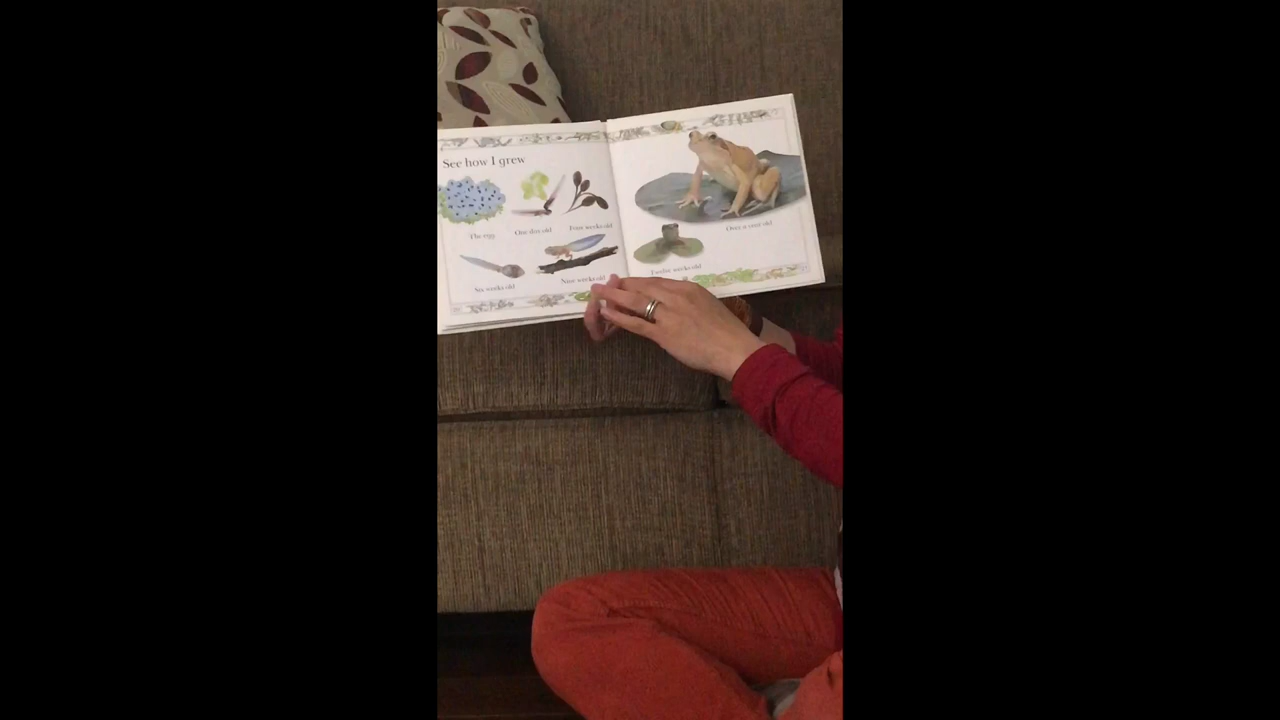 See how I grew
The egg
One day old
Four weeks old
Six weeks old
Nine weeks old
Over a year old
Twelve weeks old